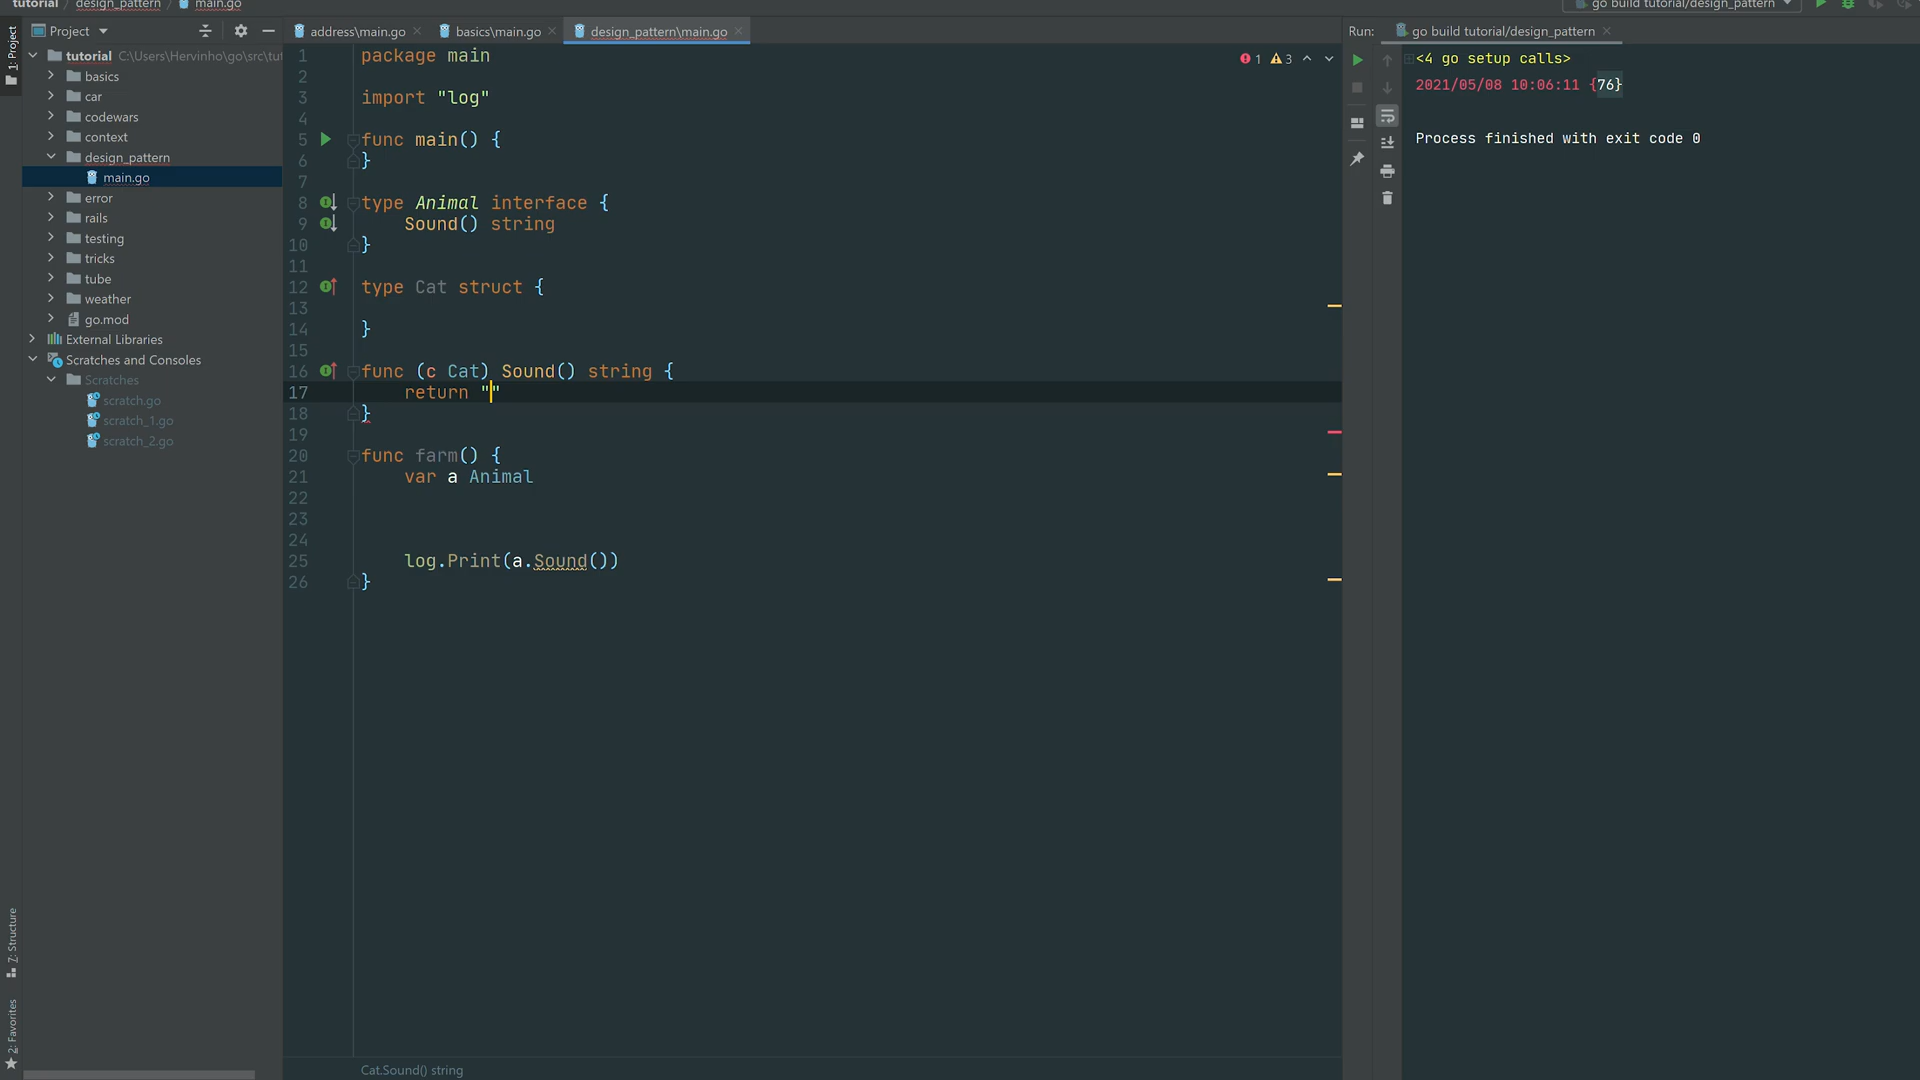 tutorial / design_pattern / main.go
go build tutorial/design_pattern
Project
address\main.go
basics\main.go
design_pattern\main.go
Run:
go build tutorial/design_pattern
1: Project
tutorial C:\Users\Hervinho\go\src\tut
basics
car
codewars
context
design_pattern
main.go
error
rails
testing
tricks
tube
weather
go.mod
External Libraries
Scratches and Consoles
Scratches
scratch.go
scratch_1.go
scratch_2.go
7: Structure
2: Favorites
1 package main
2
3 import "log"
4
5 func main() {
6 }
7
8 type Animal interface {
9 Sound() string
10 }
11
12 type Cat struct {
13
14 }
15
16 func (c Cat) Sound() string {
17 return ""
18 }
19
20 func farm() {
21 var a Animal
22
23
24
25 log.Print(a.Sound())
26 }
1 3
Cat.Sound() string
<4 go setup calls>
2021/05/08 10:06:11 {76}
Process finished with exit code 0